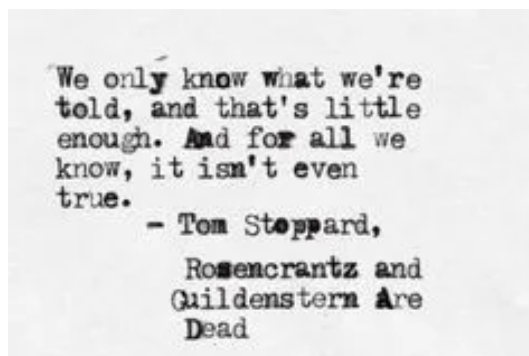 We only know what we're
told, and that's little
enough. And for all we
know, it isn't even
true.
- Tom Stoppard,
Rosencrantz and
Guildenstern Are
Dead